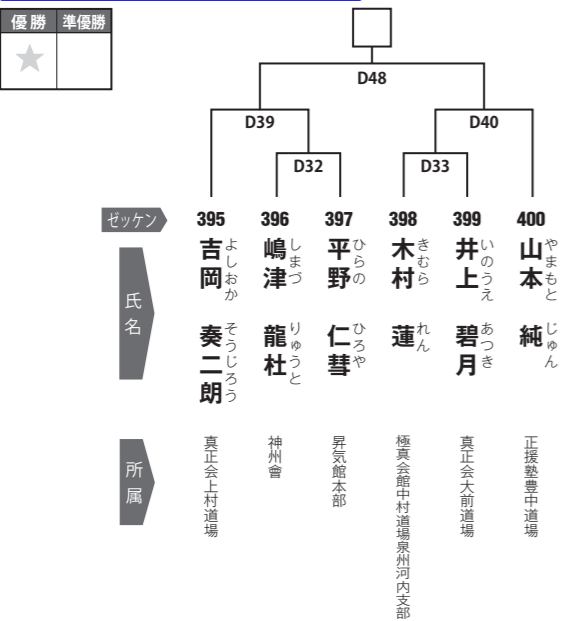 優勝 準優勝
D48
D39 D40
D32 D33
ゼッケン 395 396 397 398 399 400
氏名
吉岡 奏二朗 よしおか そうじろう
嶋津 龍杜 しまづ りゅうと
平野 仁彗 ひらの ひろや
木村 蓮 きむら れん
井上 碧月 いのうえ あつき
山本 純 やまもと じゅん
所属
真正会上村道場
神州會
昇気館本部
極真会館中村道場泉州河内支部
真正会大前道場
正援塾豊中道場